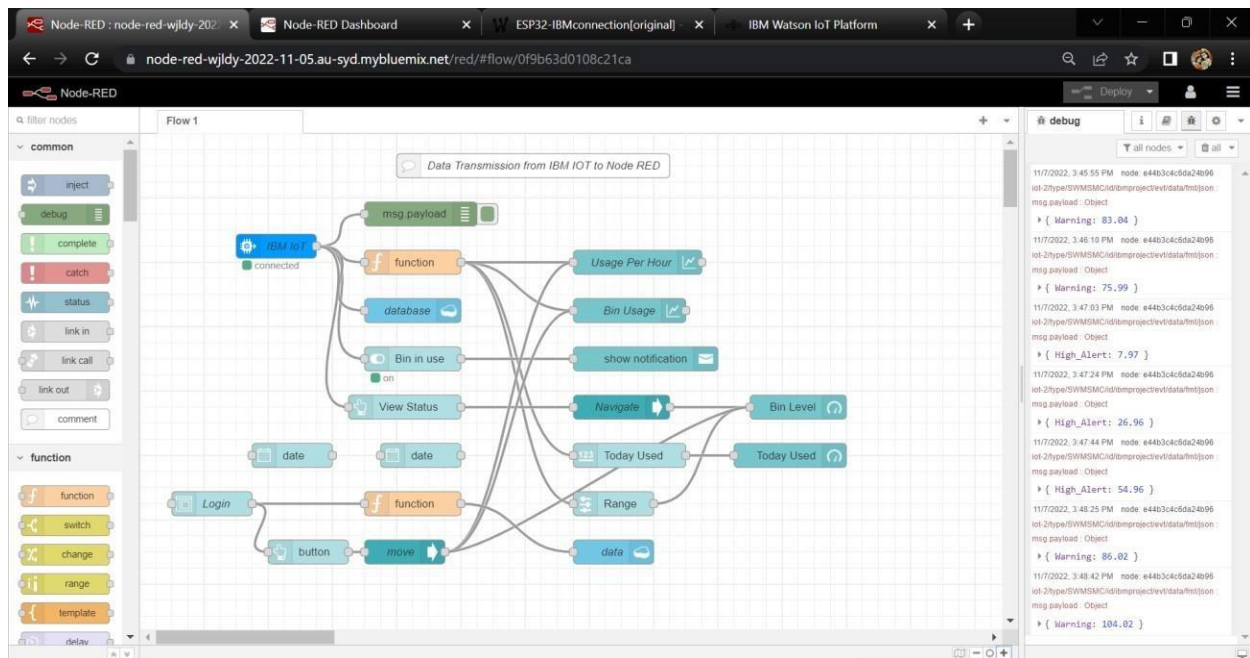 Node-RED : node-red-wjldy-202
Node-RED Dashboard
ESP32-IBMconnection[original] -
IBM Watson IoT Platform
node-red-wjldy-2022-11-05.au-syd.mybluemix.net/red/#flow/0f9b63d0108c21ca
Node-RED
Deploy
filter nodes
Flow 1
debug
i
all nodes
all
common
inject
debug
complete
catch
status
link in
link call
link out
comment
function
function
switch
change
range
template
delay
Data Transmission from IBM IOT to Node RED
msg.payload
IBM IoT
connected
function
Usage Per Hour
database
Bin Usage
Bin in use
on
show notification
View Status
Navigate
Bin Level
date
date
123
Today Used
Today Used
Login
function
Range
button
move
data
11/7/2022, 3:45:55 PM node: e44b3c4c6da24b96
iot-2/type/SWMSMC/id/ibmproject/evt/data/fmt/json :
msg.payload : Object
{ Warning: 83.04 }
11/7/2022, 3:46:10 PM node: e44b3c4c6da24b96
iot-2/type/SWMSMC/id/ibmproject/evt/data/fmt/json :
msg.payload : Object
{ Warning: 75.99 }
11/7/2022, 3:47:03 PM node: e44b3c4c6da24b96
iot-2/type/SWMSMC/id/ibmproject/evt/data/fmt/json :
msg.payload : Object
{ High_Alert: 7.97 }
11/7/2022, 3:47:24 PM node: e44b3c4c6da24b96
iot-2/type/SWMSMC/id/ibmproject/evt/data/fmt/json :
msg.payload : Object
{ High_Alert: 26.96 }
11/7/2022, 3:47:44 PM node: e44b3c4c6da24b96
iot-2/type/SWMSMC/id/ibmproject/evt/data/fmt/json :
msg.payload : Object
{ High_Alert: 54.96 }
11/7/2022, 3:48:25 PM node: e44b3c4c6da24b96
iot-2/type/SWMSMC/id/ibmproject/evt/data/fmt/json :
msg.payload : Object
{ Warning: 86.02 }
11/7/2022, 3:48:42 PM node: e44b3c4c6da24b96
iot-2/type/SWMSMC/id/ibmproject/evt/data/fmt/json :
msg.payload : Object
{ Warning: 104.02 }